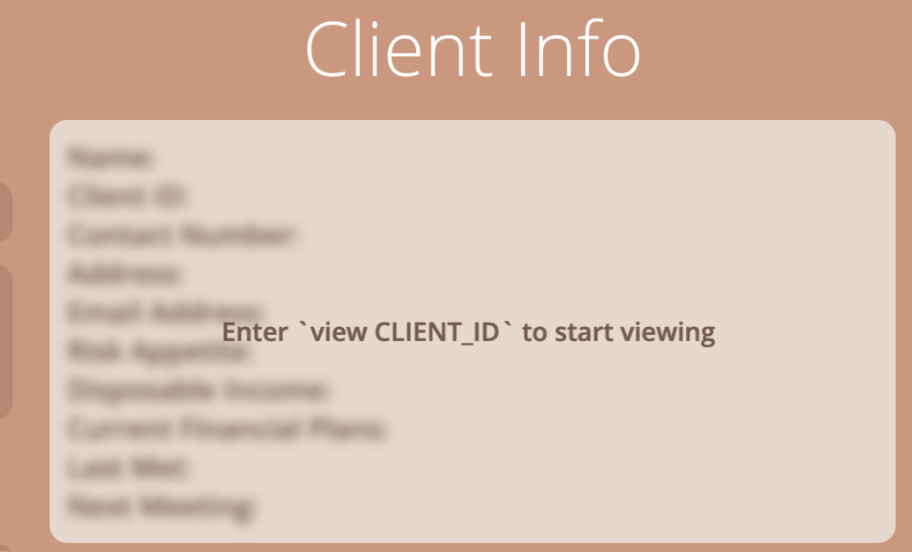 Client Info
Name:
Client ID:
Contact Number:
Address:
Email Address:
Enter `view CLIENT_ID` to start viewing
Risk Appetite:
Disposable Income:
Current Financial Plans:
Last Met:
Next Meeting: